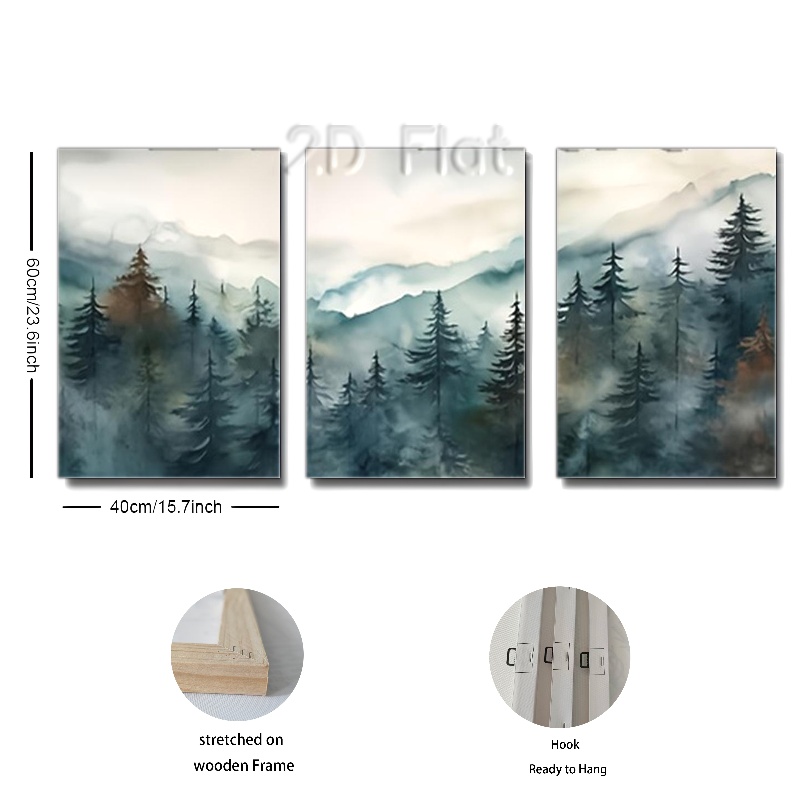 2D Flat
60cm/23.6inch
40cm/15.7inch
stretched on
wooden Frame
Hook
Ready to Hang